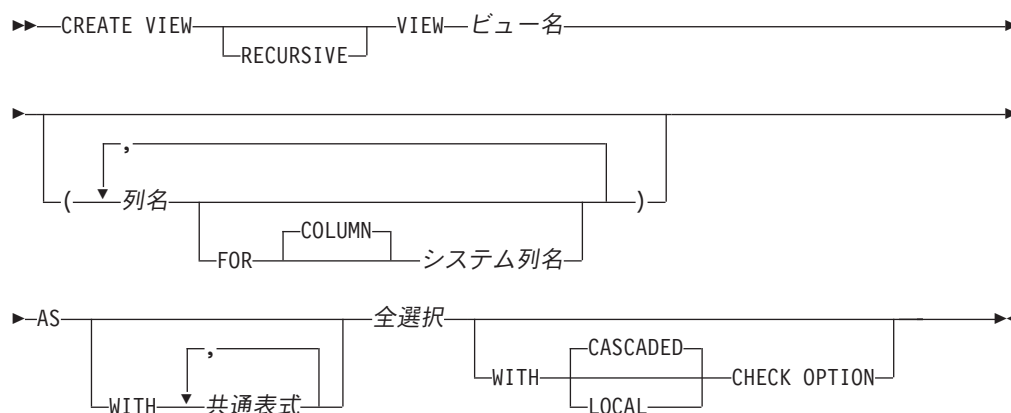 CREATE VIEW VIEW ビュー名
RECURSIVE
,
( 列名 )
COLUMN
FOR システム列名
AS 全選択
, CASCADED
WITH CHECK OPTION
WITH 共通表式 LOCAL